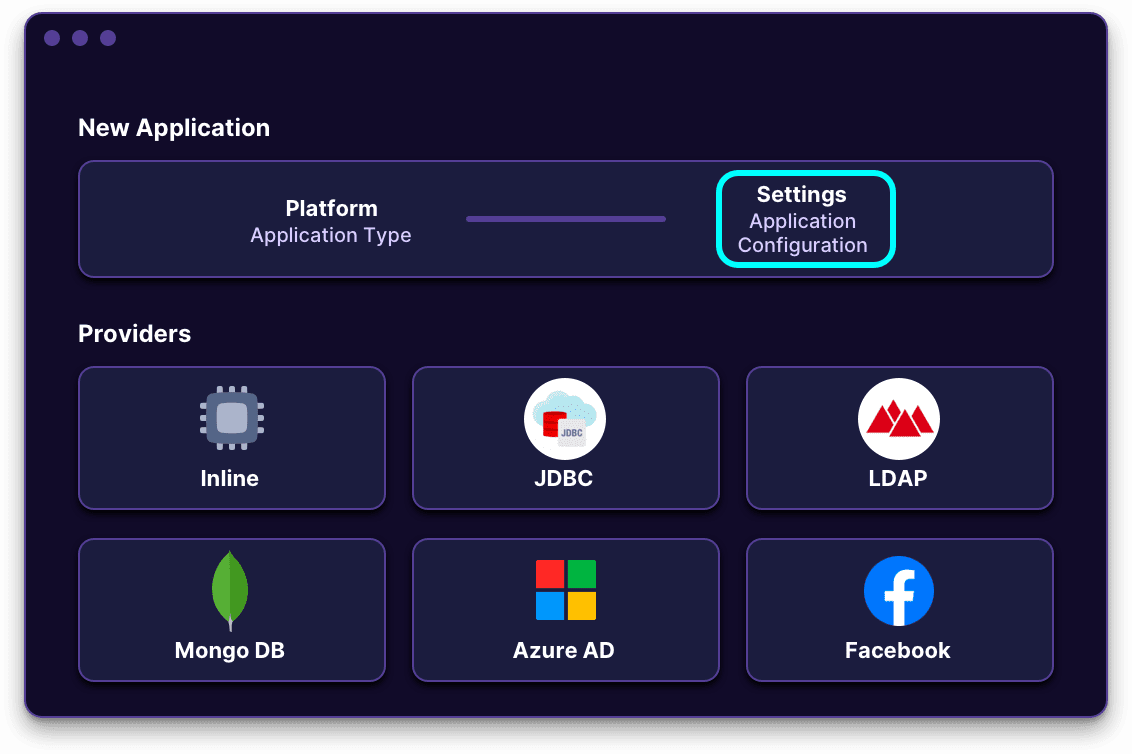 New Application
Platform
Application Type
Settings
Application
Configuration
Providers
Inline
JDBC
JDBC
LDAP
Mongo DB
Azure AD
Facebook